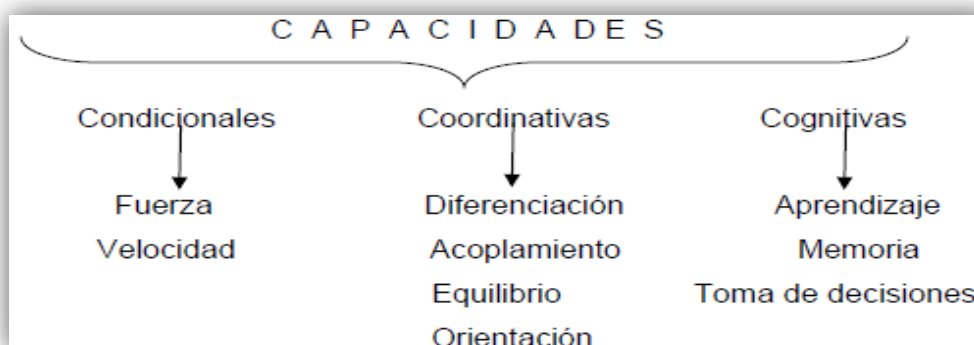 C A P A C I D A D E S
Condicionales Coordinativas Cognitivas
Fuerza Diferenciación Aprendizaje
Velocidad Acoplamiento Memoria
Equilibrio Toma de decisiones
Orientación